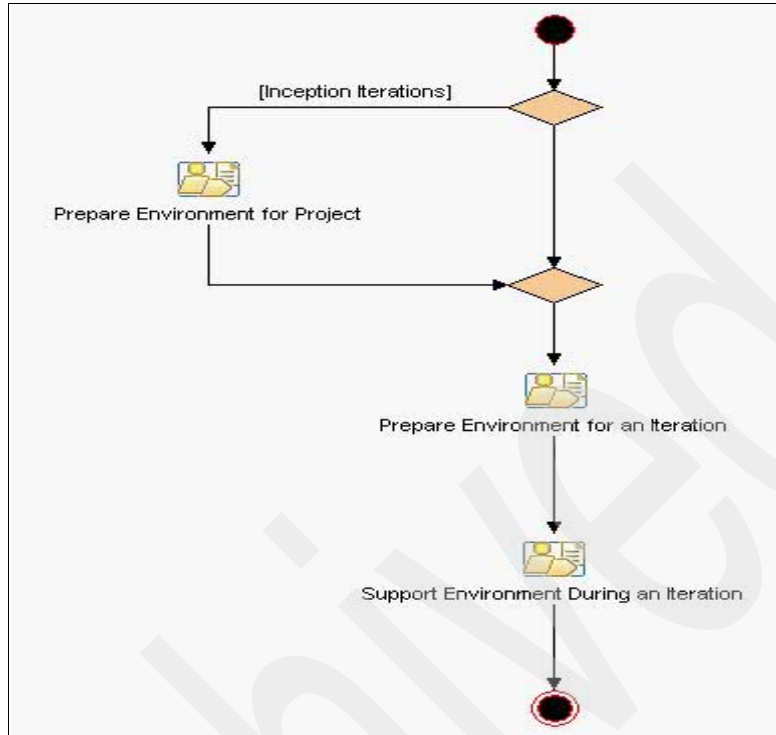 [Inception Iterations]
Prepare Environment for Project
Prepare Environment for an Iteration
Support Environment During an Iteration